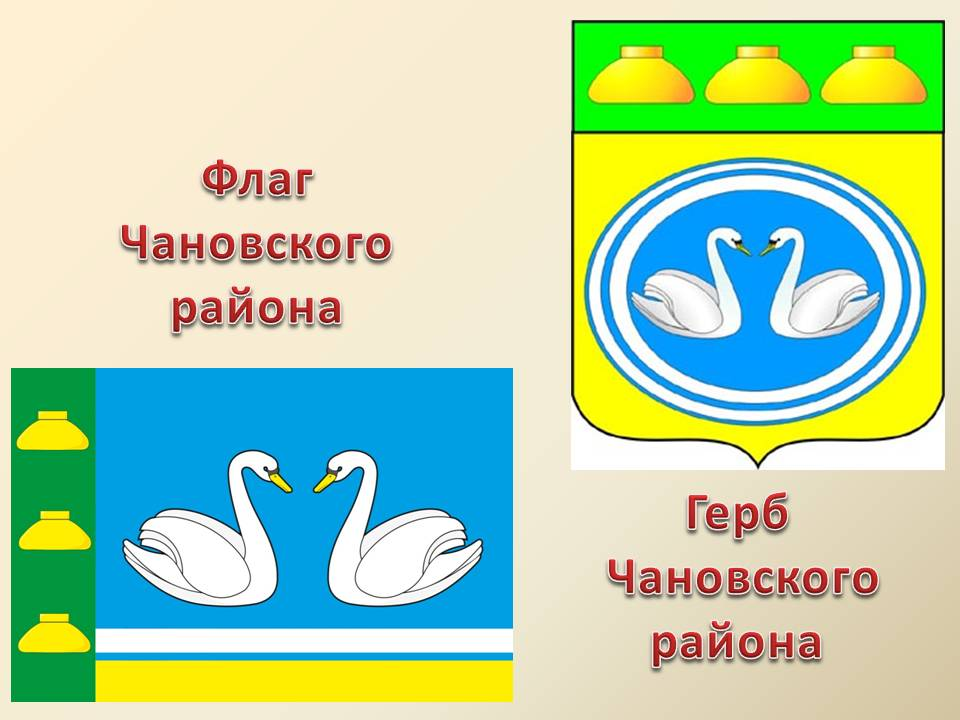 Флаг
Чановского
района
Герб
Чановского
района